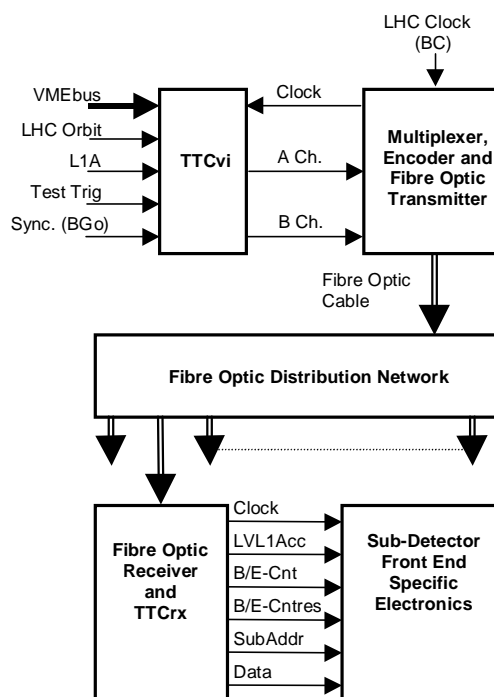 LHC Clock
(BC)
VMEbus
LHC Orbit
L1A
Test Trig
Sync. (BGo)
TTCvi
Clock
A Ch.
B Ch.
Multiplexer,
Encoder and
Fibre Optic
Transmitter
Fibre Optic
Cable
Fibre Optic Distribution Network
Fibre Optic
Receiver
and
TTCrx
Clock
LVL1Acc
B/E-Cnt
B/E-Cntres
SubAddr
Data
Sub-Detector
Front End
Specific
Electronics